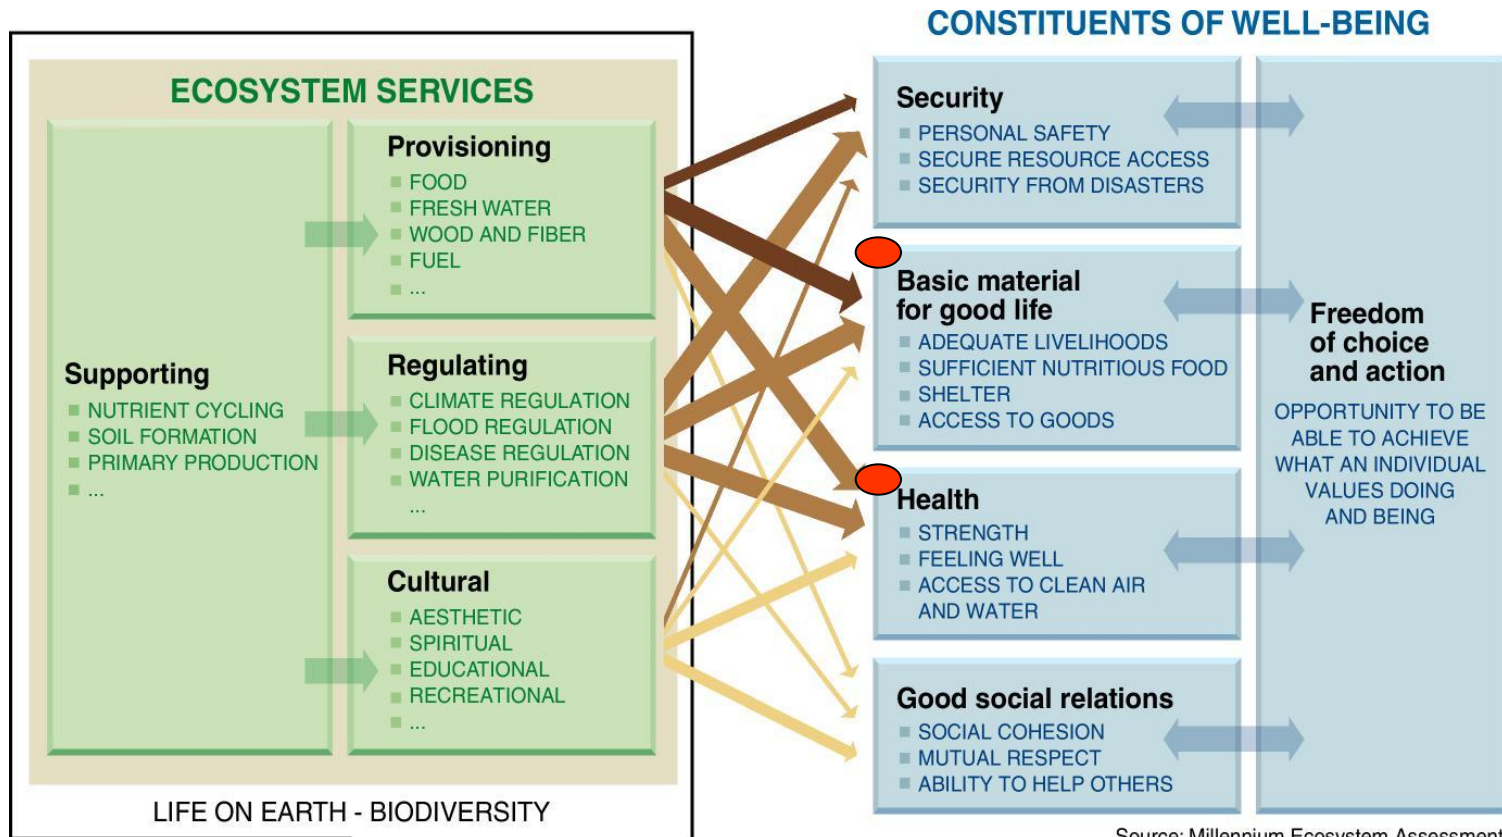 CONSTITUENTS OF WELL-BEING
ECOSYSTEM SERVICES
Supporting
NUTRIENT CYCLING
SOIL FORMATION
PRIMARY PRODUCTION
...
Provisioning
FOOD
FRESH WATER
WOOD AND FIBER
FUEL
...
Regulating
CLIMATE REGULATION
FLOOD REGULATION
DISEASE REGULATION
WATER PURIFICATION
...
Cultural
AESTHETIC
SPIRITUAL
EDUCATIONAL
RECREATIONAL
...
LIFE ON EARTH - BIODIVERSITY
Security
PERSONAL SAFETY
SECURE RESOURCE ACCESS
SECURITY FROM DISASTERS
Basic material
for good life
ADEQUATE LIVELIHOODS
SUFFICIENT NUTRITIOUS FOOD
SHELTER
ACCESS TO GOODS
Health
STRENGTH
FEELING WELL
ACCESS TO CLEAN AIR
AND WATER
Good social relations
SOCIAL COHESION
MUTUAL RESPECT
ABILITY TO HELP OTHERS
Freedom
of choice
and action
OPPORTUNITY TO BE
ABLE TO ACHIEVE
WHAT AN INDIVIDUAL
VALUES DOING
AND BEING
Source: Millennium Ecosystem Assessment